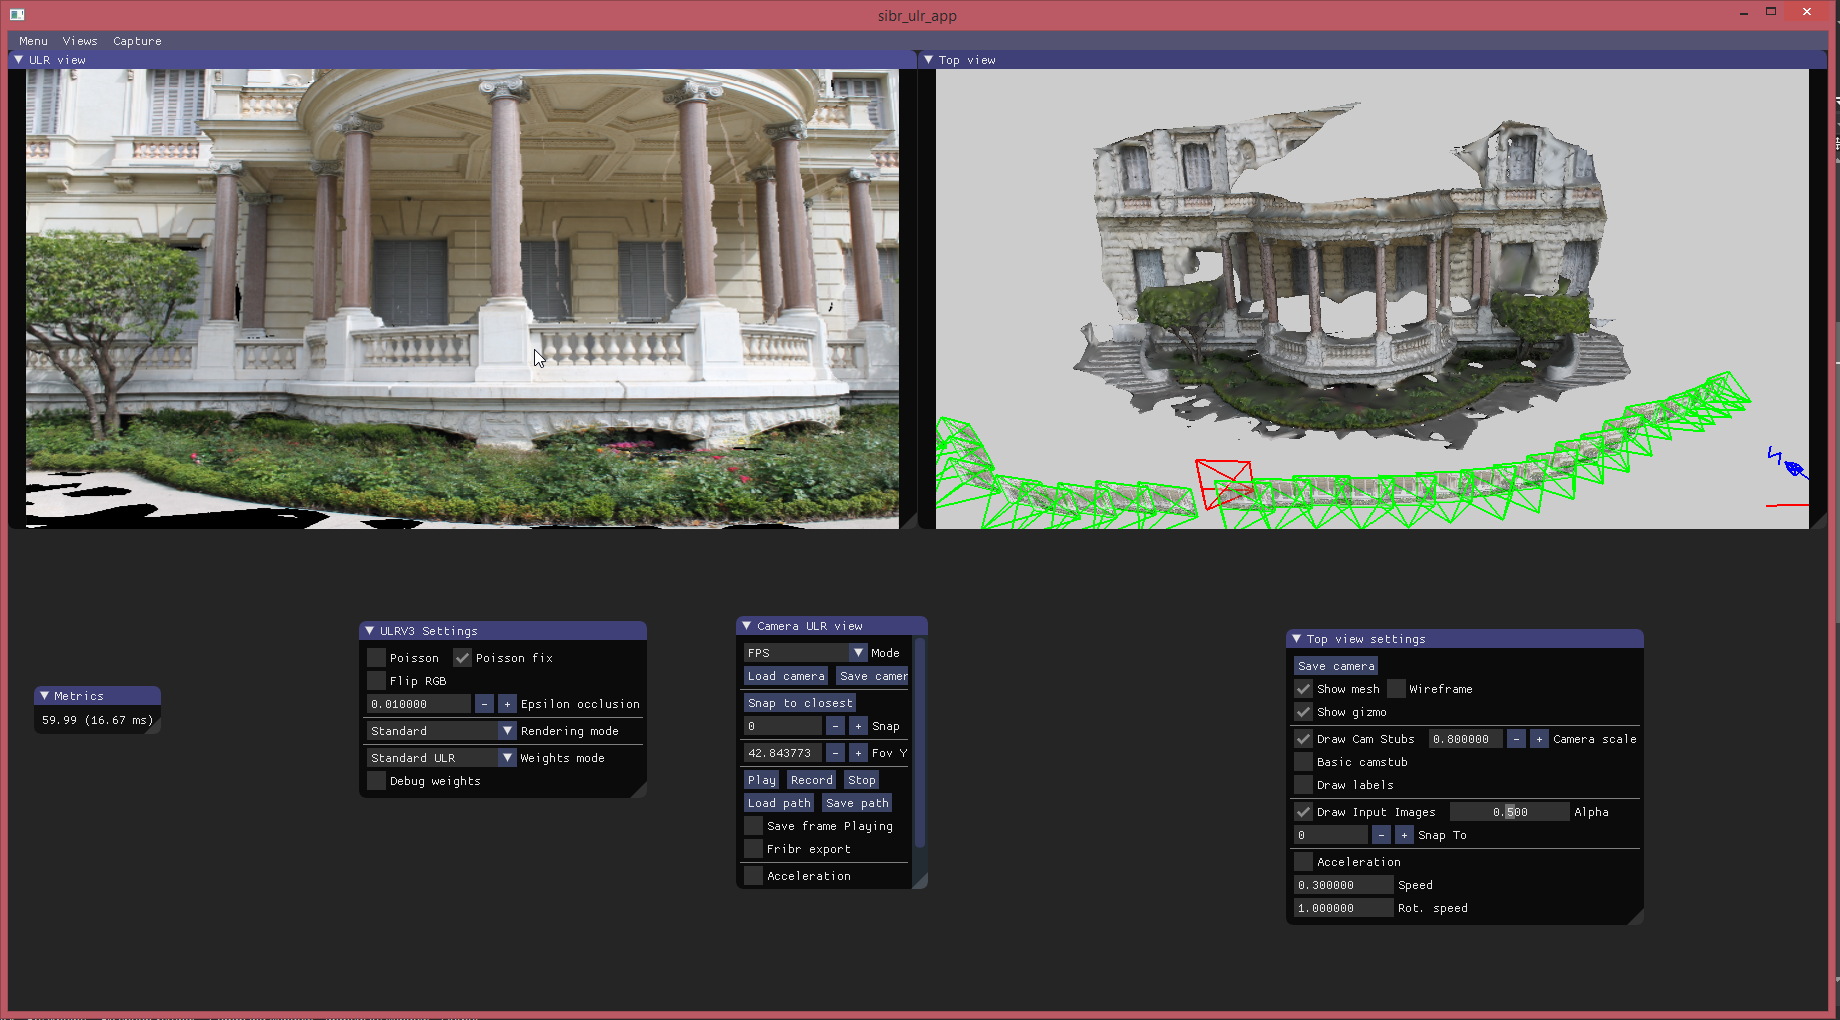 sibr_ulr_app
Menu Views Capture
ULR view
Top view
Metrics
59.99 (16.67 ms)
ULRV3 Settings
Poisson Poisson fix
Flip RGB
0.010000 - + Epsilon occlusion
Standard Rendering mode
Standard ULR Weights mode
Debug weights
Camera ULR view
FPS Mode
Load camera Save camer
Snap to closest
0 - + Snap
42.843773 - + Fov Y
Play Record Stop
Load path Save path
Save frame Playing
Fribr export
Acceleration
Top view settings
Save camera
Show mesh Wireframe
Show gizmo
Draw Cam Stubs 0.800000 - + Camera scale
Basic camstub
Draw labels
Draw Input Images 0.500 Alpha
0 - + Snap To
Acceleration
0.300000 Speed
1.000000 Rot. speed